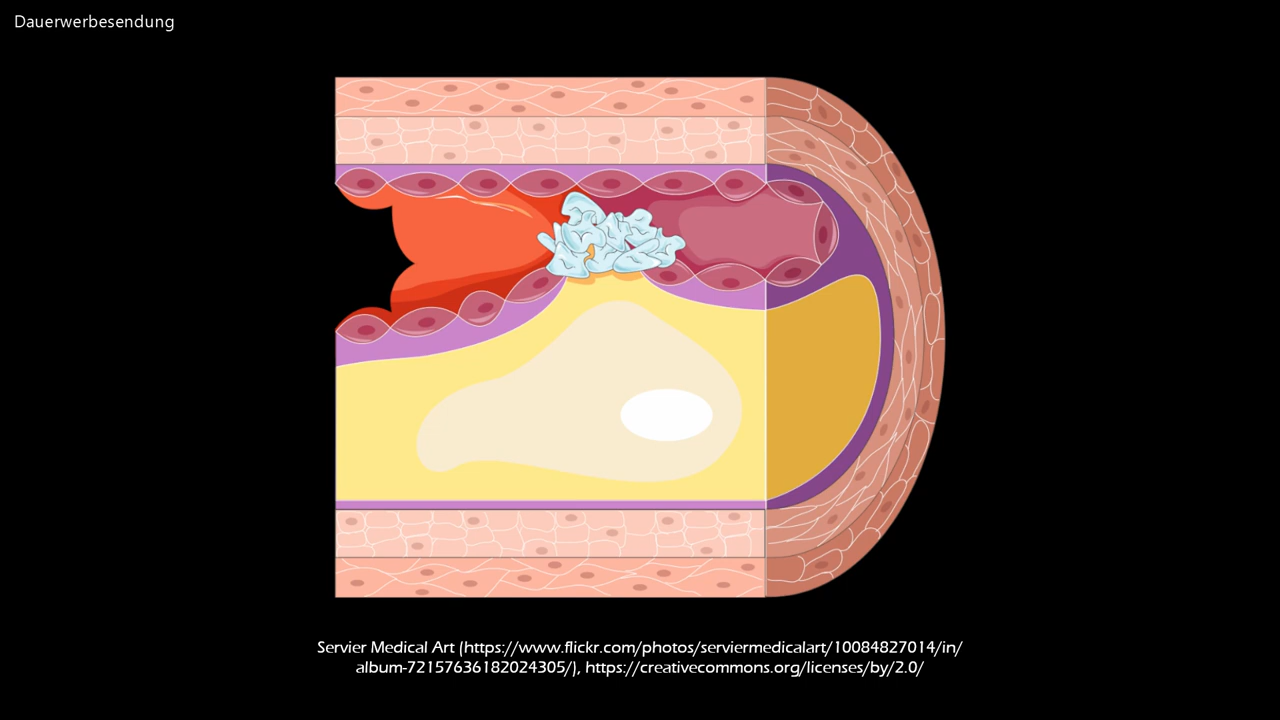 Dauerwerbesendung
Servier Medical Art (https://www.flickr.com/photos/serviermedicalart/10084827014/in/
album-72157636182024305/), https://creativecommons.org/licenses/by/2.0/